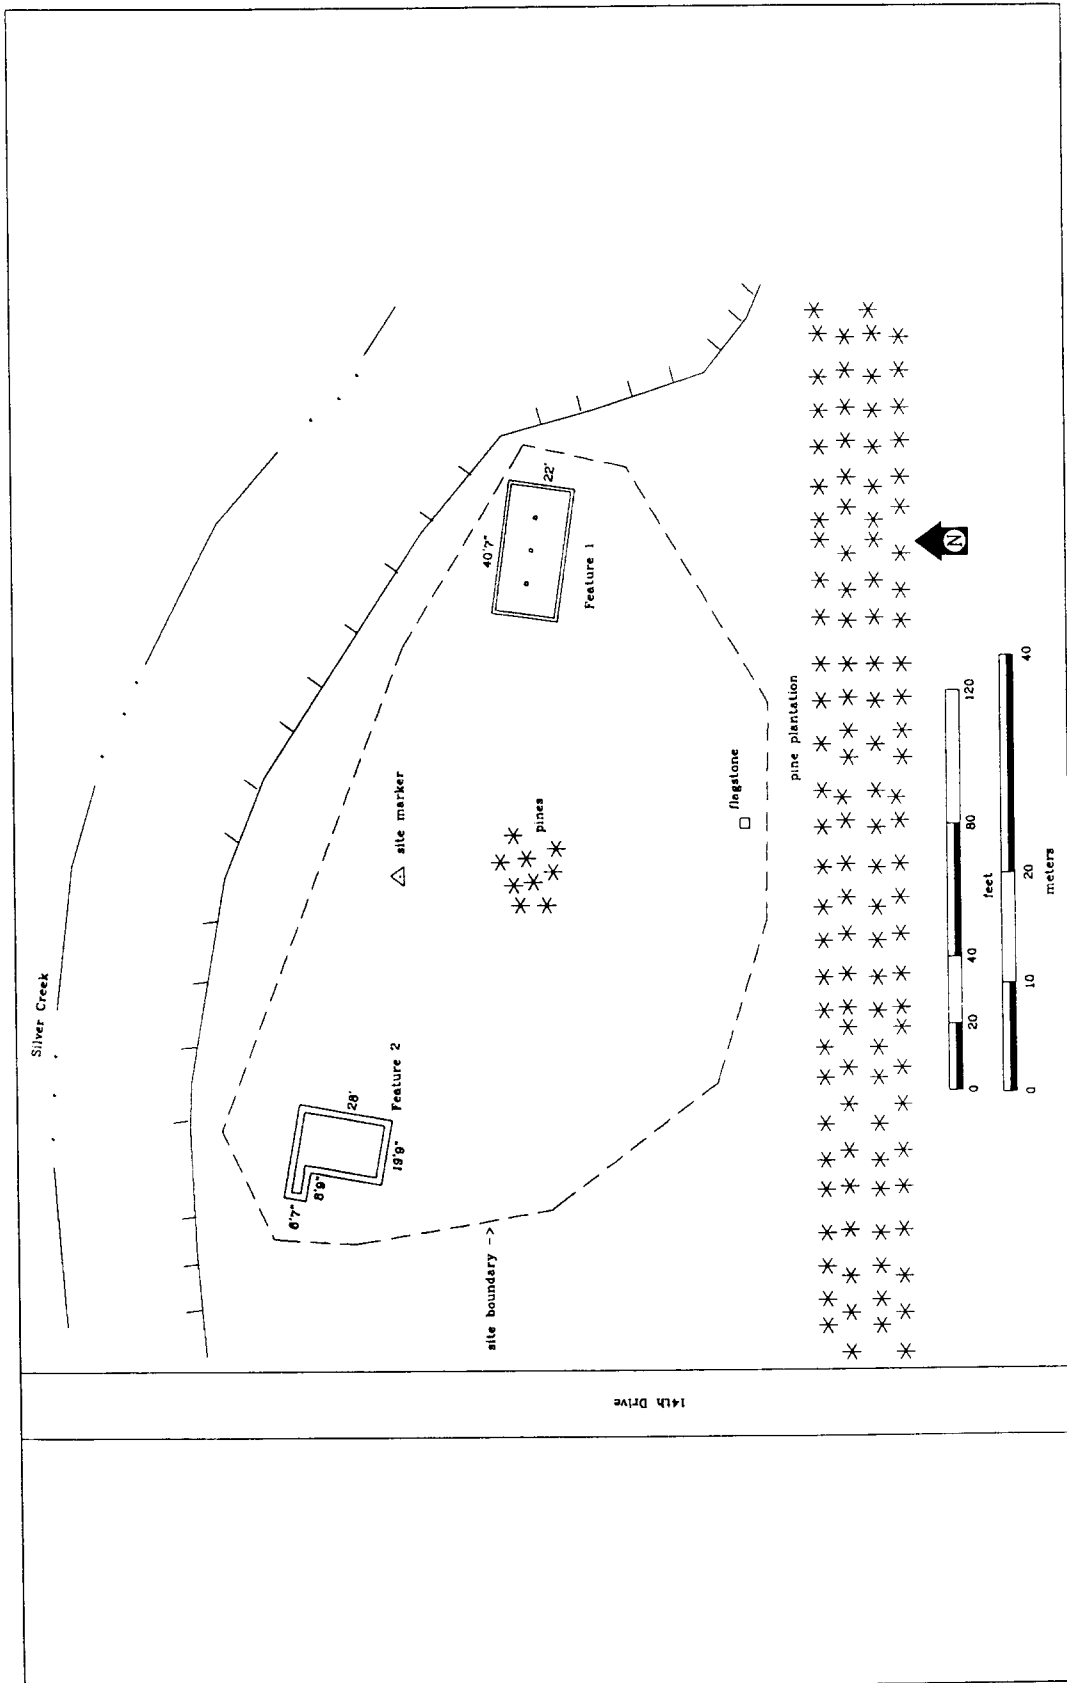 Silver Creek
site marker
pines
flagstone
pine plantation
40'7"
22'
Feature 1
Feature 2
28'
19'9"
8'9"
6'7"
site boundary -->
14th Drive
N
0 20 40 80 120
feet
0 10 20 40
meters